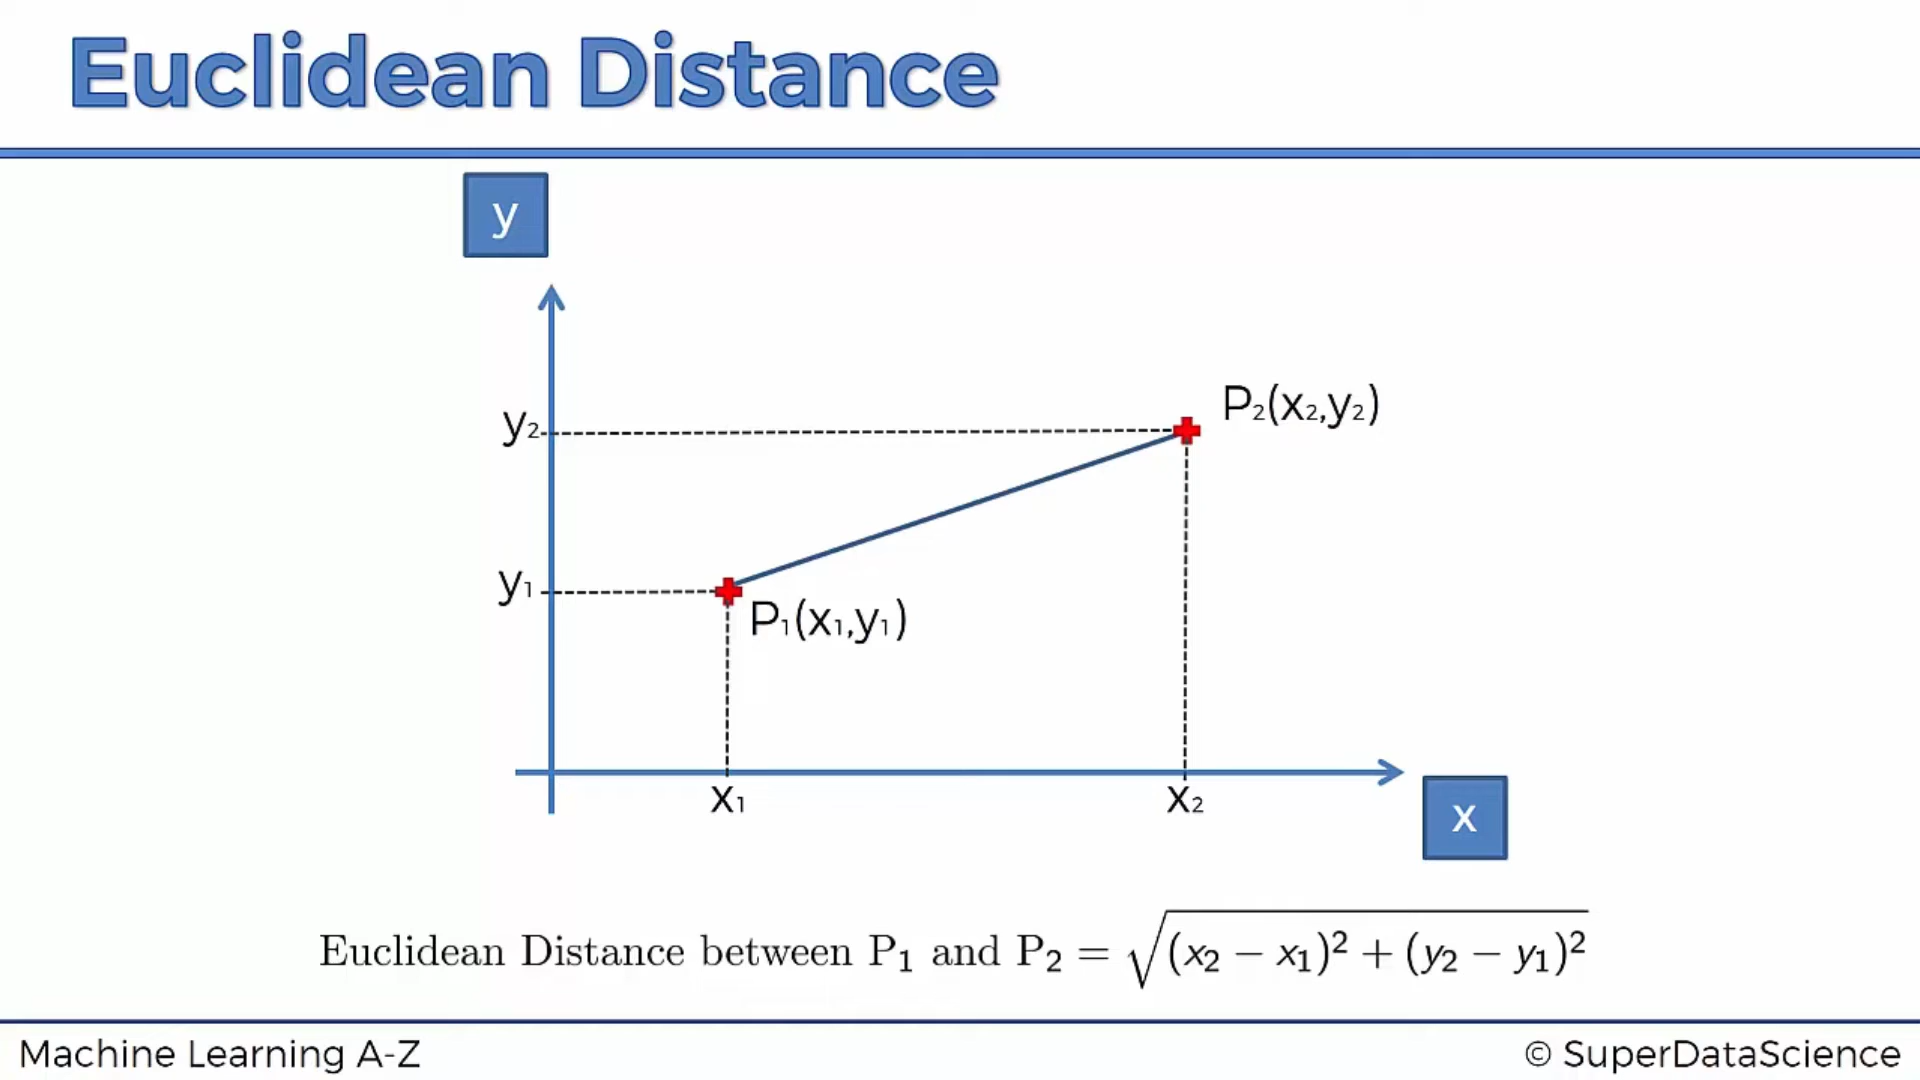 Euclidean Distance
y
y₂
P₂(x₂,y₂)
y₁
P₁(x₁,y₁)
x₁
x₂
x
Euclidean Distance between P₁ and P₂ = √(x₂ − x₁)² + (y₂ − y₁)²
Machine Learning A-Z
© SuperDataScience